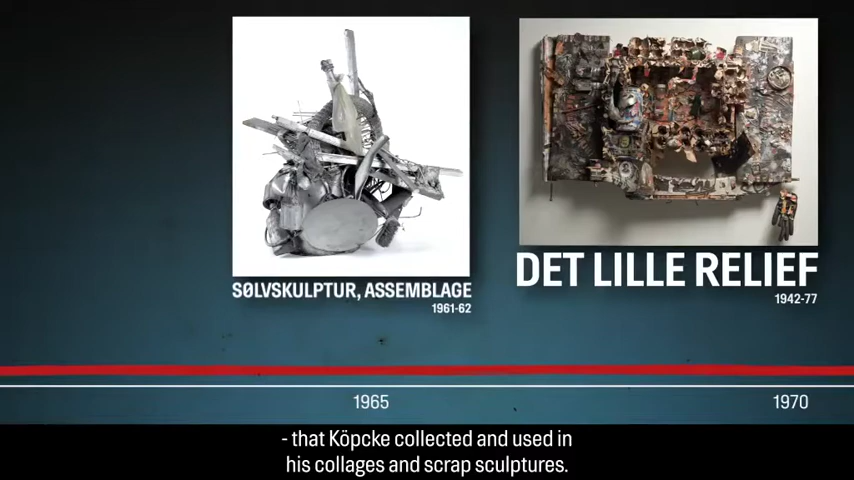 SØLVSKULPTUR, ASSEMBLAGE
1961-62
DET LILLE RELIEF
1942-77
1965
1970
- that Köpcke collected and used in
his collages and scrap sculptures.